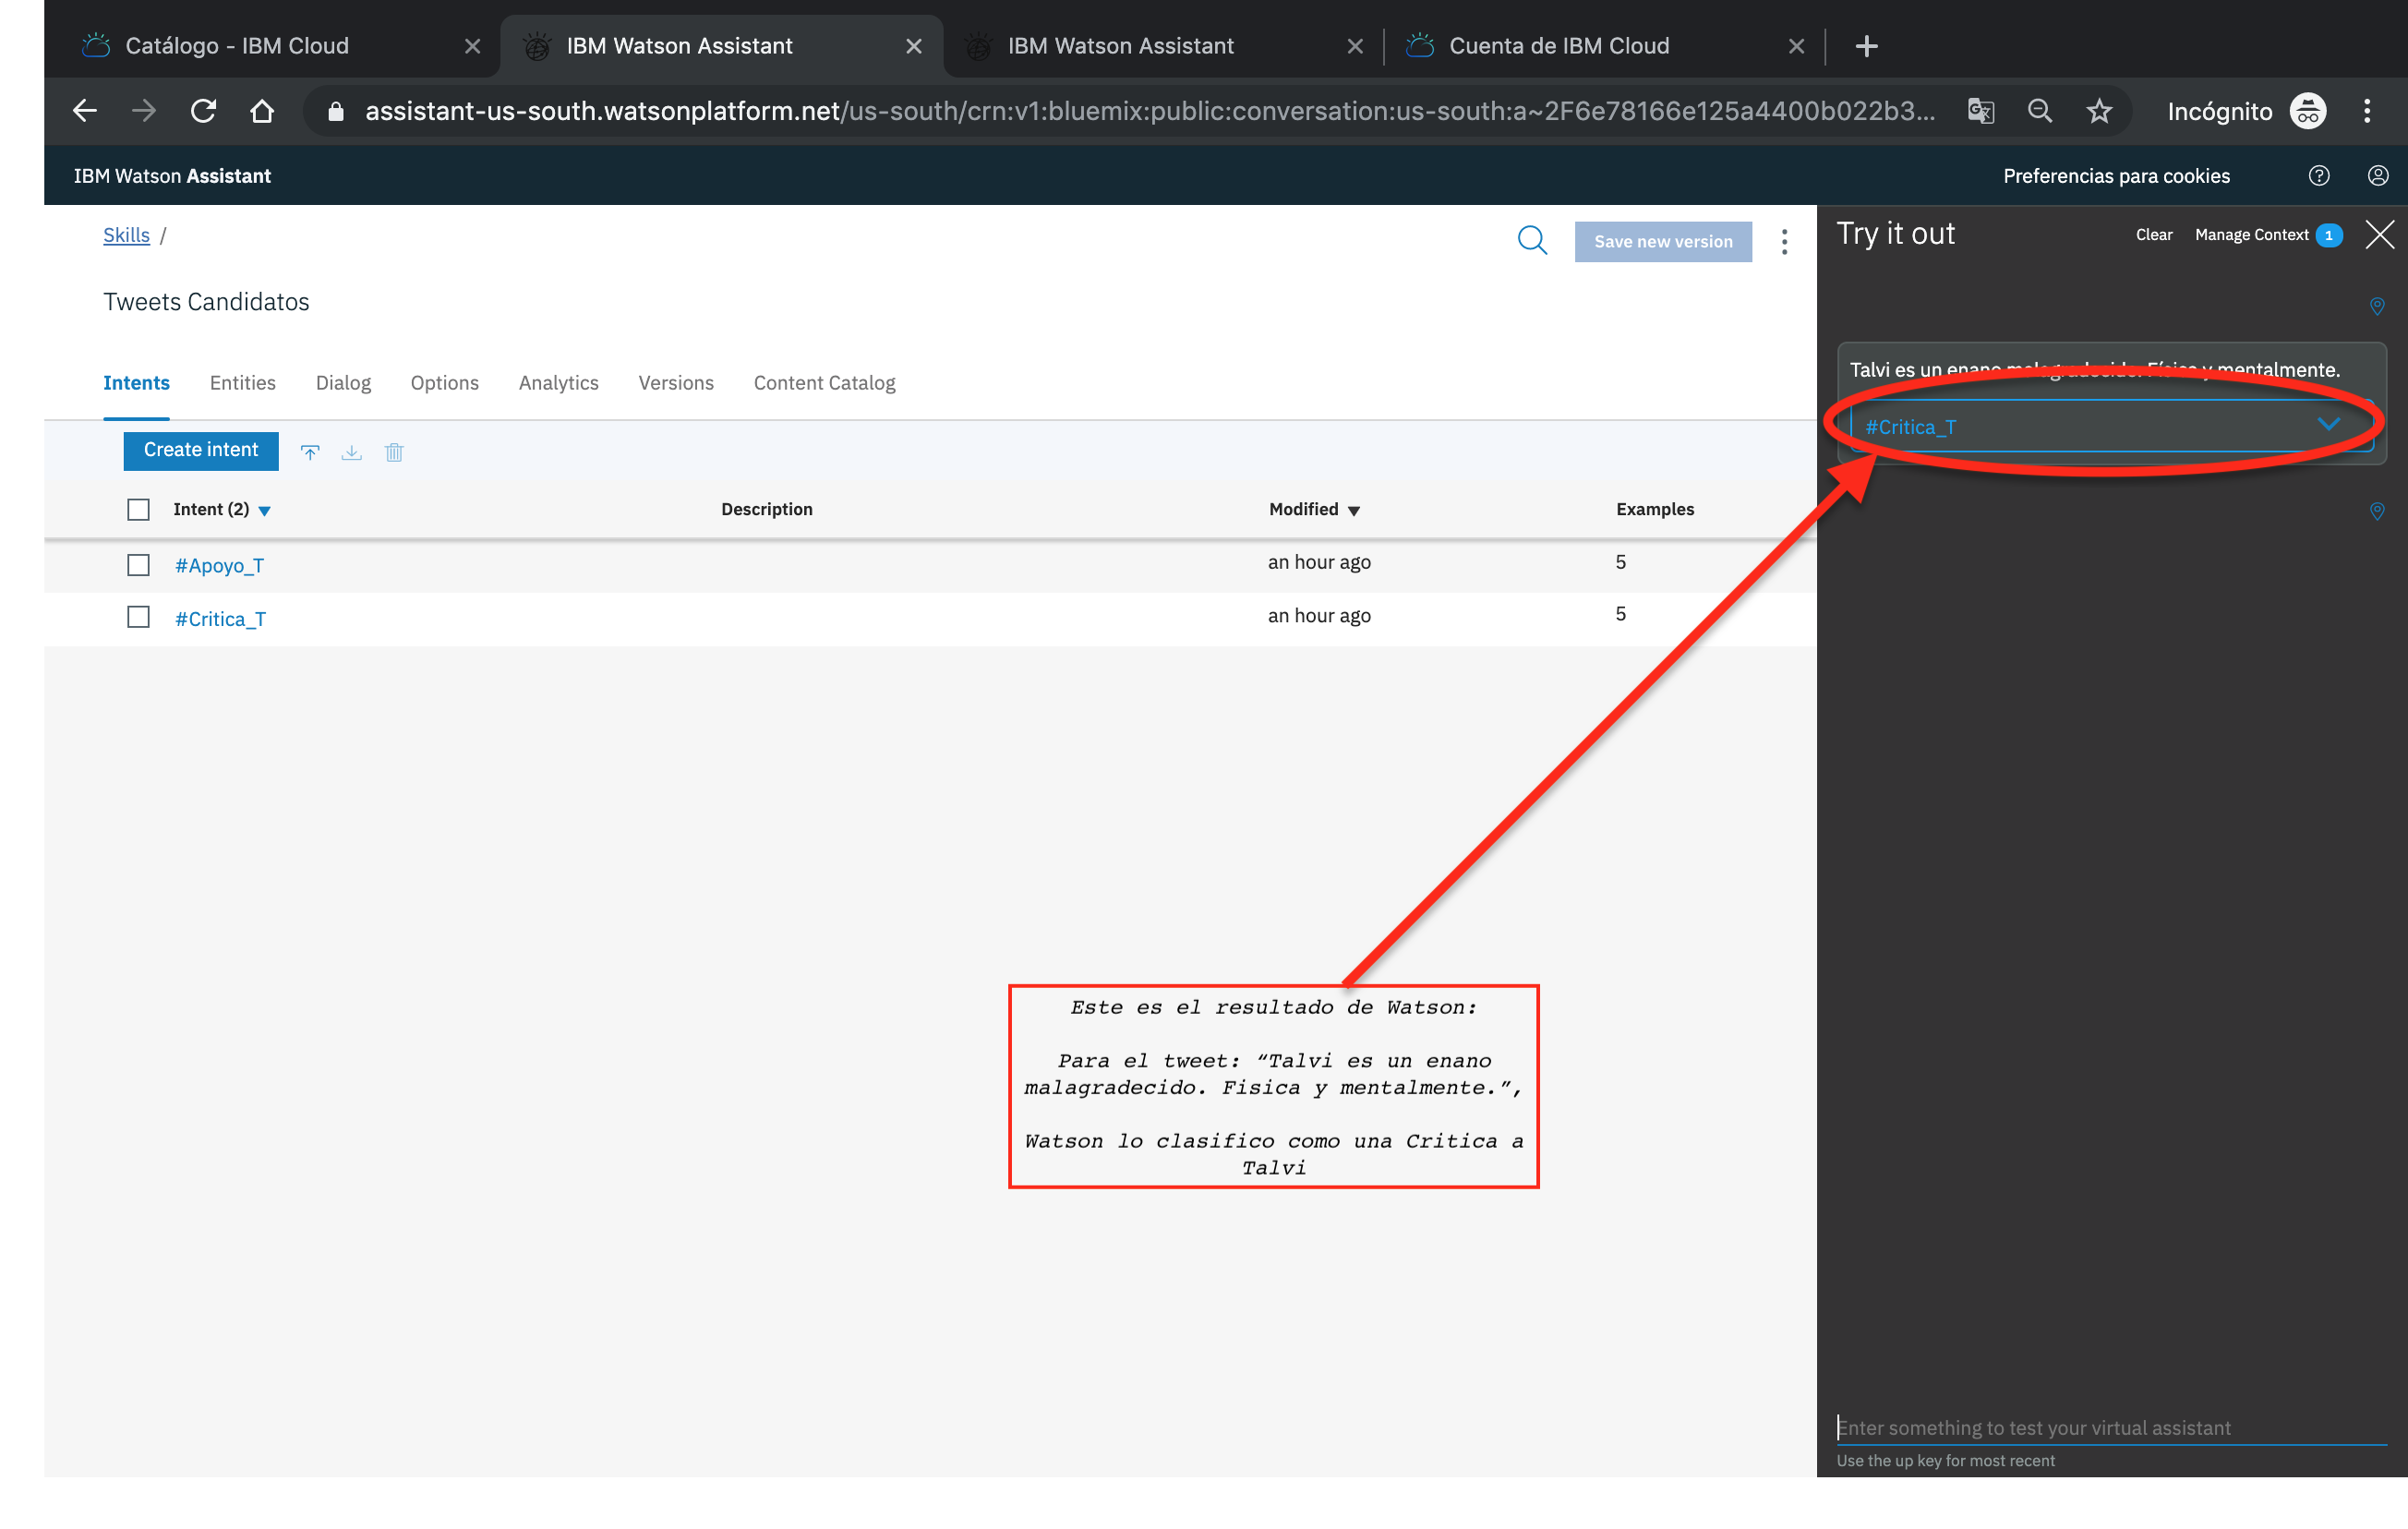 Catálogo - IBM Cloud
IBM Watson Assistant
IBM Watson Assistant
Cuenta de IBM Cloud
assistant-us-south.watsonplatform.net/us-south/crn:v1:bluemix:public:conversation:us-south:a~2F6e78166e125a4400b022b3...
Incógnito
IBM Watson Assistant
Preferencias para cookies
Skills /
Save new version
Tweets Candidatos
Intents Entities Dialog Options Analytics Versions Content Catalog
Create intent
Intent (2) Description Modified Examples
#Apoyo_T an hour ago 5
#Critica_T an hour ago 5
Este es el resultado de Watson:
Para el tweet: “Talvi es un enano
malagradecido. Fisica y mentalmente.”,
Watson lo clasifico como una Critica a
Talvi
Try it out
Clear
Manage Context 1
Talvi es un enano malagradecido. Física y mentalmente.
#Critica_T
Enter something to test your virtual assistant
Use the up key for most recent